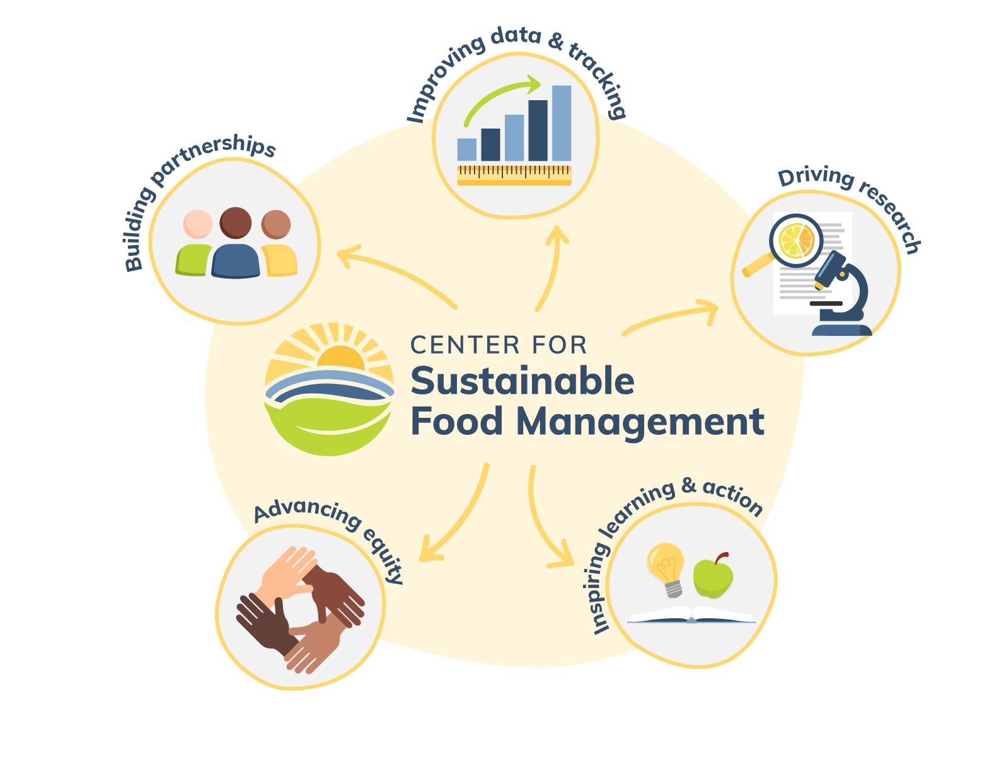 Improving data & tracking
Building partnerships
Driving research
CENTER FOR
Sustainable
Food Management
Advancing equity
Inspiring learning & action